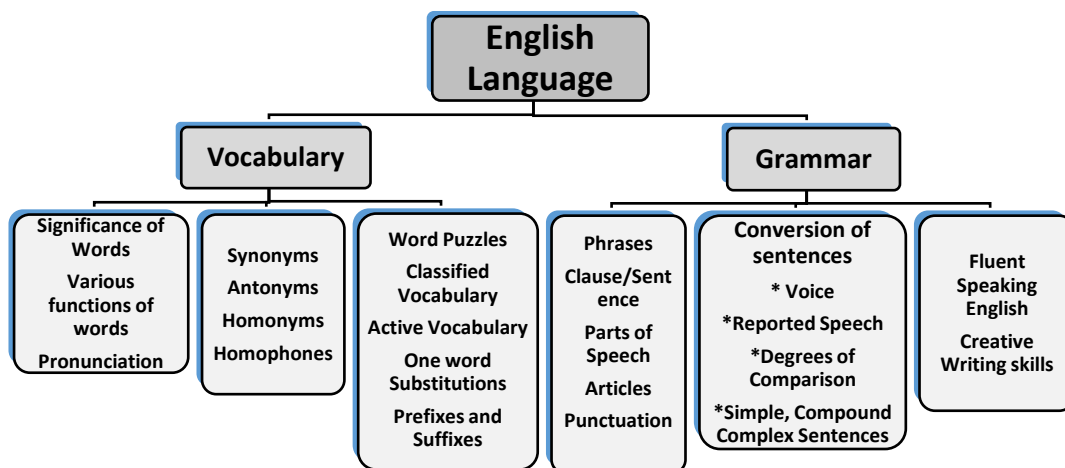 English
Language
Vocabulary
Grammar
Significance of
Words
Various
functions of
words
Pronunciation
Synonyms
Antonyms
Homonyms
Homophones
Word Puzzles
Classified
Vocabulary
Active Vocabulary
One word
Substitutions
Prefixes and
Suffixes
Phrases
Clause/Sent
ence
Parts of
Speech
Articles
Punctuation
Conversion of
sentences
* Voice
*Reported Speech
*Degrees of
Comparison
*Simple, Compound
Complex Sentences
Fluent
Speaking
English
Creative
Writing skills